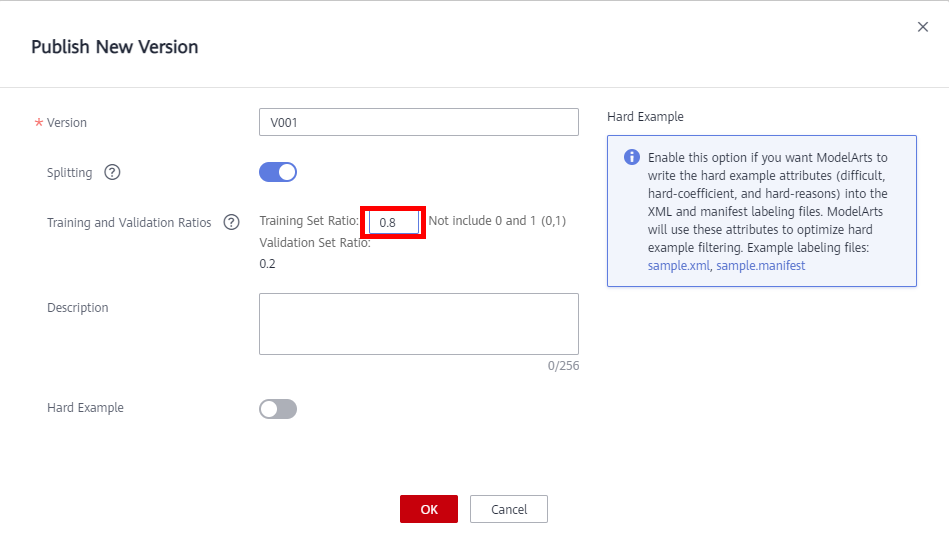 Publish New Version
* Version
V001
Splitting ?
Training and Validation Ratios ?
Training Set Ratio: 0.8 Not include 0 and 1 (0,1)
Validation Set Ratio:
0.2
Description
0/256
Hard Example
Hard Example
Enable this option if you want ModelArts to
write the hard example attributes (difficult,
hard-coefficient, and hard-reasons) into the
XML and manifest labeling files. ModelArts
will use these attributes to optimize hard
example filtering. Example labeling files:
sample.xml, sample.manifest
OK
Cancel